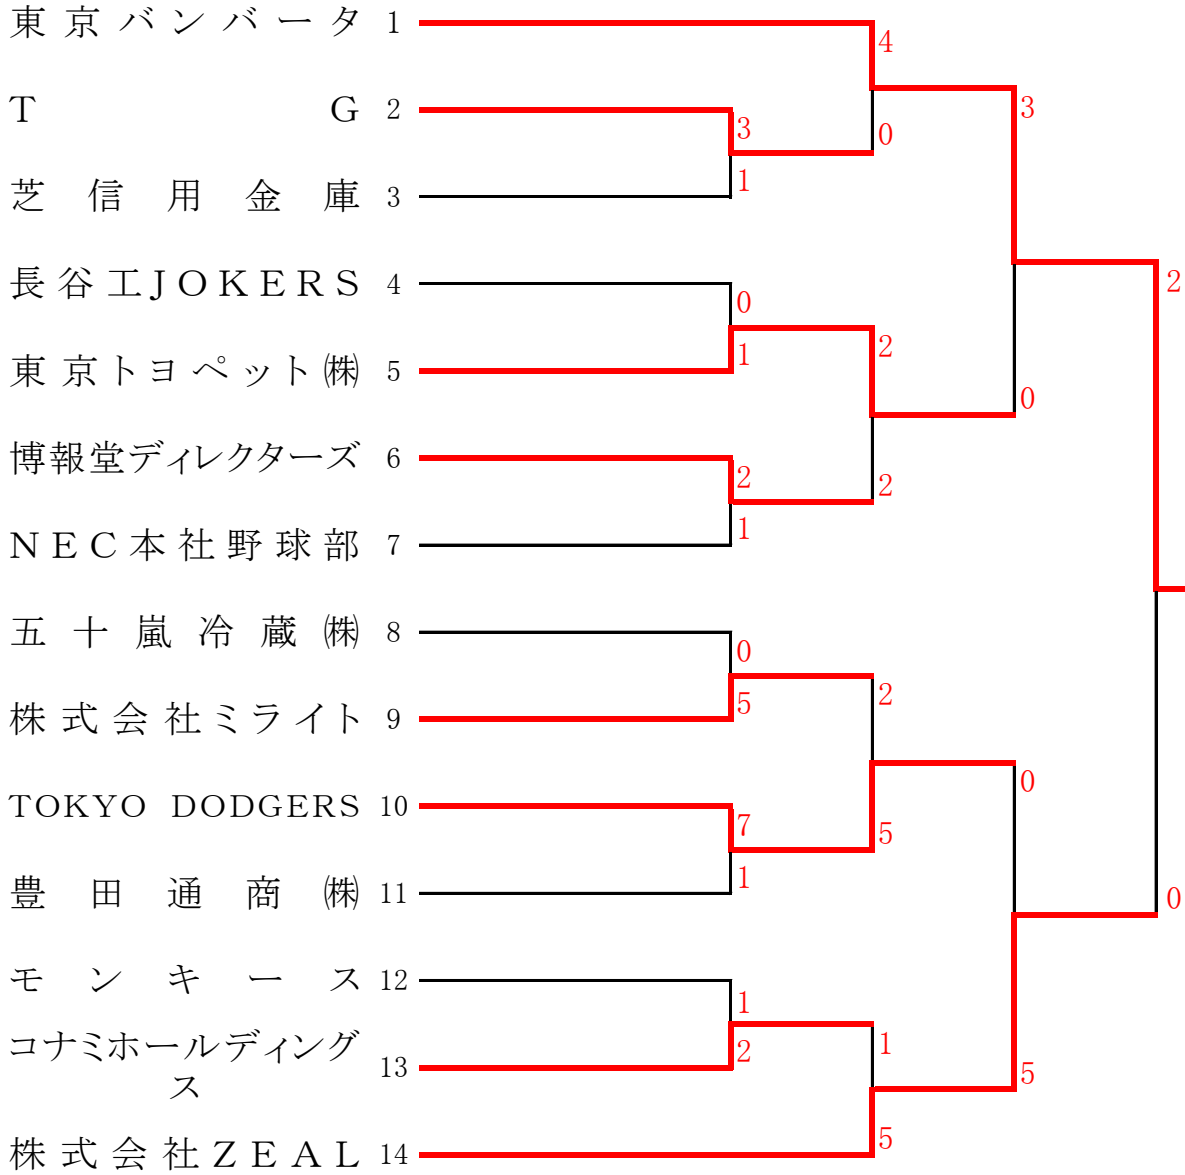 東京バンバータ 1
4
3
TG 2
3
0
1
芝信用金庫 3
長谷工JOKERS 4
2
0
東京トヨペット㈱ 5
1
2
0
博報堂ディレクターズ 6
2
2
1
NEC本社野球部 7
五十嵐冷蔵㈱ 8
0
2
株式会社ミライト 9
5
0
TOKYO DODGERS 10
7
5
1
豊田通商㈱ 11
0
モンキース 12
1
コナミホールディング
ス
13
2
1
5
株式会社ZEAL 14
5